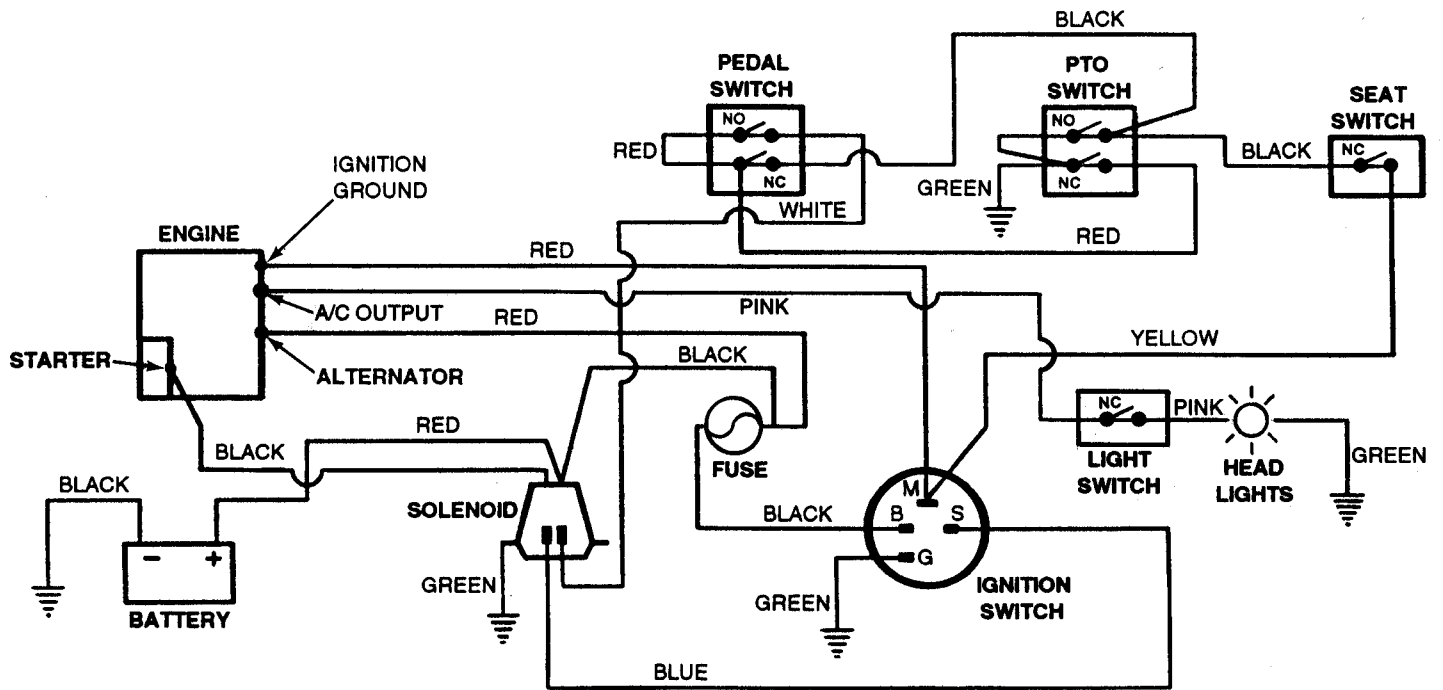 BLACK
PEDAL
SWITCH
NO
NC
RED
WHITE
PTO
SWITCH
NO
NC
GREEN
BLACK
SEAT
SWITCH
NC
RED
IGNITION
GROUND
ENGINE
RED
A/C OUTPUT
PINK
RED
ALTERNATOR
STARTER
BLACK
YELLOW
RED
BLACK
FUSE
NC
PINK
LIGHT
SWITCH
HEAD
LIGHTS
GREEN
BLACK
- +
BATTERY
SOLENOID
GREEN
BLACK
M
B
S
G
IGNITION
SWITCH
GREEN
BLUE